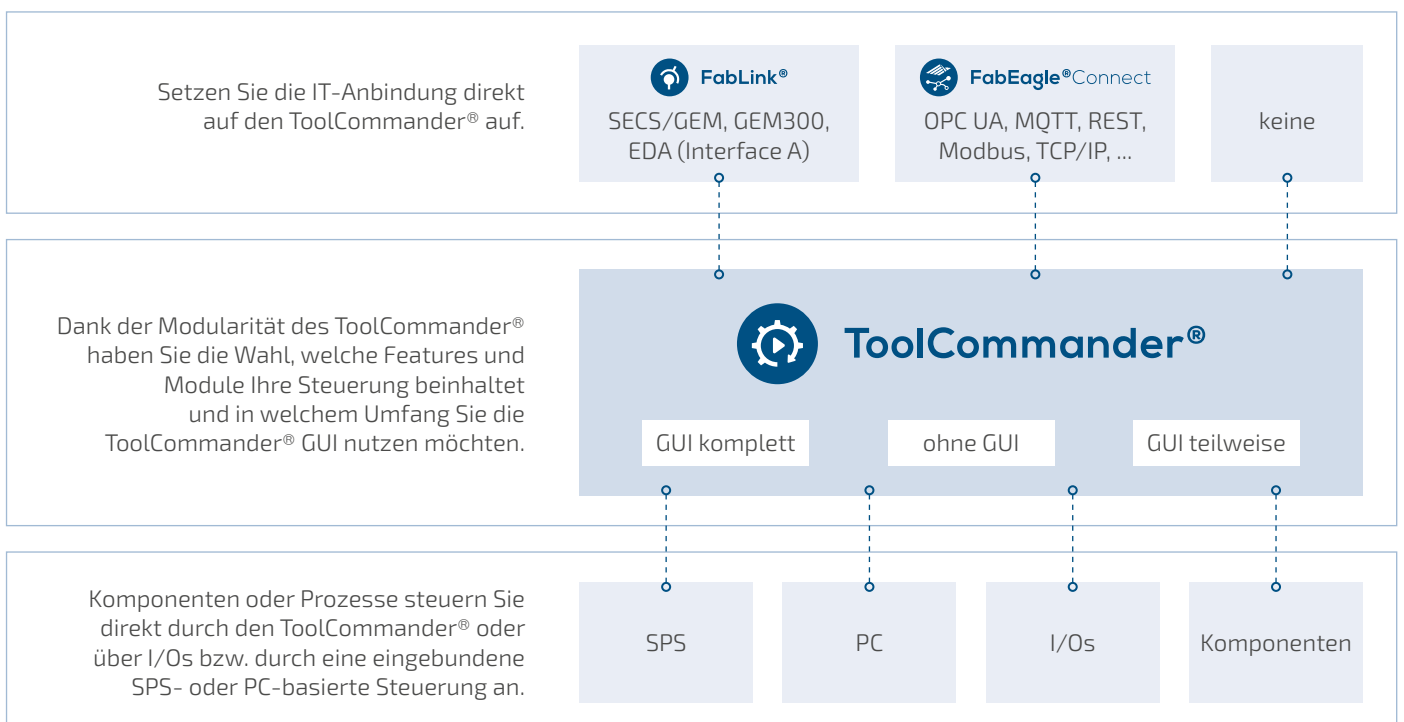 Setzen Sie die IT-Anbindung direkt
auf den ToolCommander® auf.
FabLink®
SECS/GEM, GEM300,
EDA (Interface A)
FabEagle®Connect
OPC UA, MQTT, REST,
Modbus, TCP/IP, ...
keine
Dank der Modularität des ToolCommander®
haben Sie die Wahl, welche Features und
Module Ihre Steuerung beinhaltet
und in welchem Umfang Sie die
ToolCommander® GUI nutzen möchten.
ToolCommander®
GUI komplett
ohne GUI
GUI teilweise
Komponenten oder Prozesse steuern Sie
direkt durch den ToolCommander® oder
über I/Os bzw. durch eine eingebundene
SPS- oder PC-basierte Steuerung an.
SPS
PC
I/Os
Komponenten